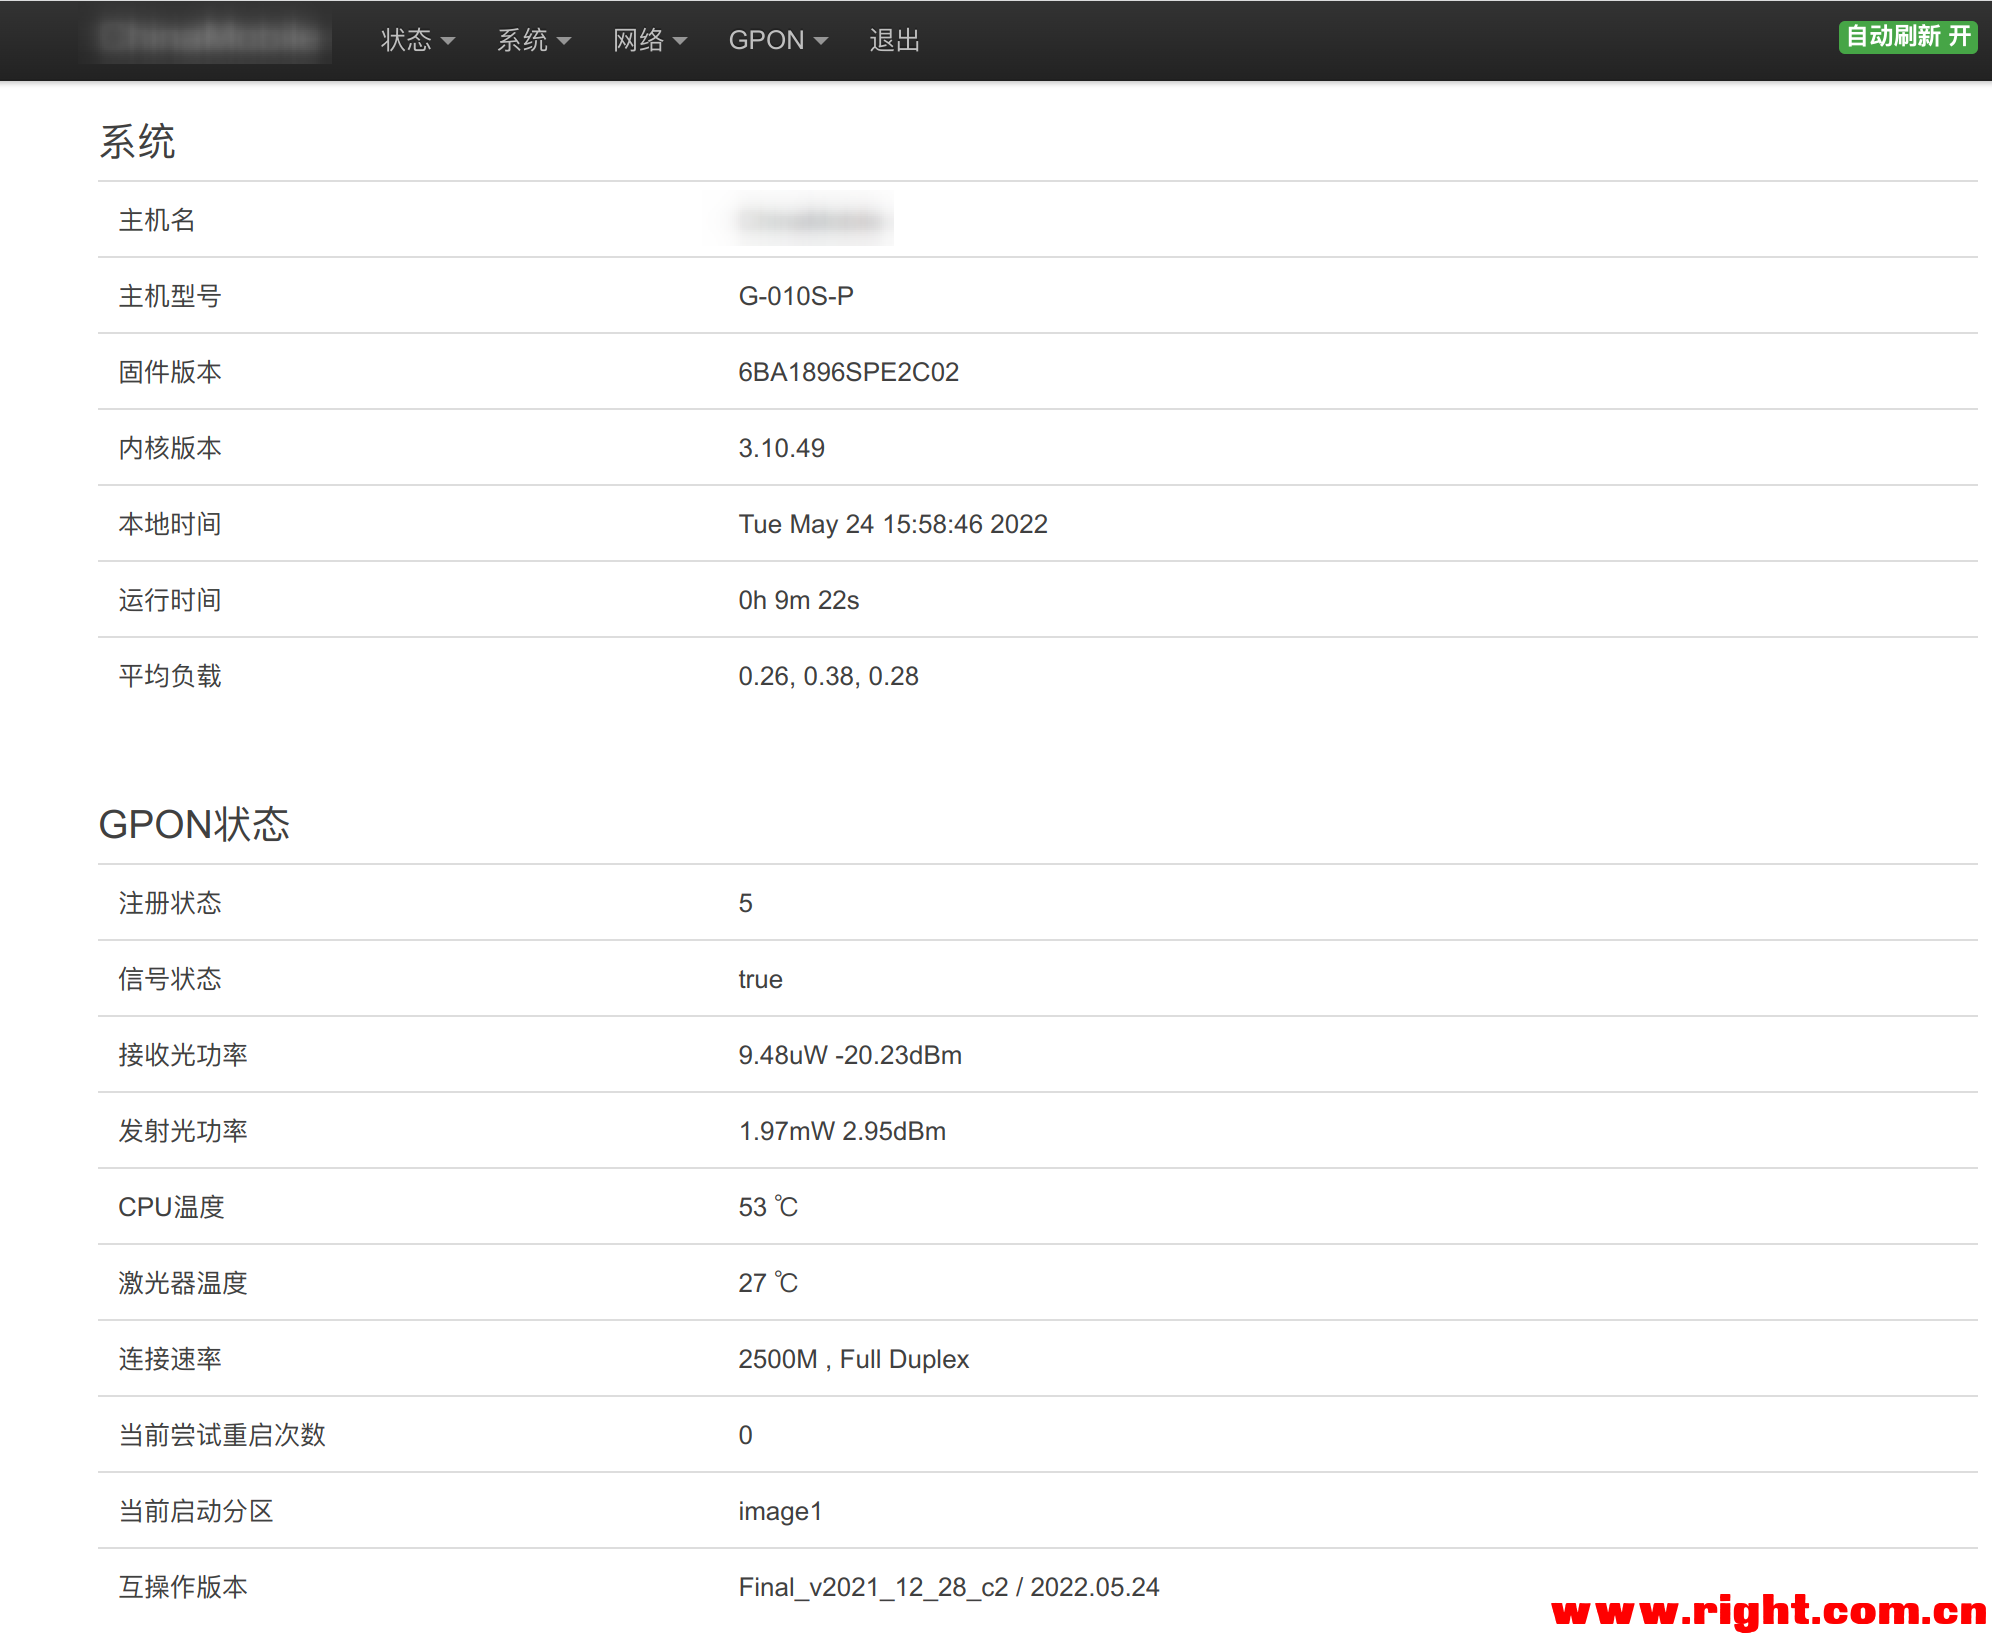 状态 系统 网络 GPON 退出 自动刷新 开
系统
主机名
主机型号 G-010S-P
固件版本 6BA1896SPE2C02
内核版本 3.10.49
本地时间 Tue May 24 15:58:46 2022
运行时间 0h 9m 22s
平均负载 0.26, 0.38, 0.28
GPON状态
注册状态 5
信号状态 true
接收光功率 9.48uW -20.23dBm
发射光功率 1.97mW 2.95dBm
CPU温度 53 ℃
激光器温度 27 ℃
连接速率 2500M , Full Duplex
当前尝试重启次数 0
当前启动分区 image1
互操作版本 Final_v2021_12_28_c2 / 2022.05.24
www.right.com.cn